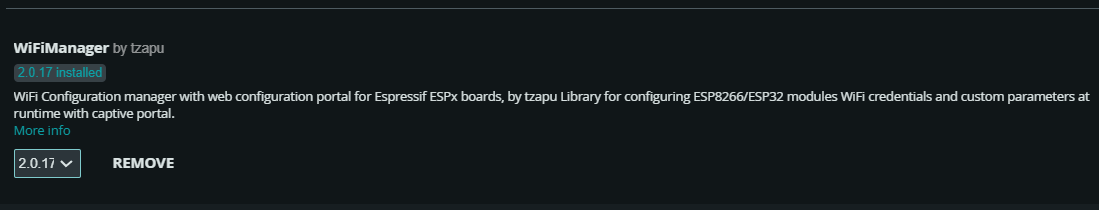 WiFiManager by tzapu
2.0.17 installed
WiFi Configuration manager with web configuration portal for Espressif ESPx boards, by tzapu Library for configuring ESP8266/ESP32 modules WiFi credentials and custom parameters at
runtime with captive portal.
More info
2.0.17 REMOVE